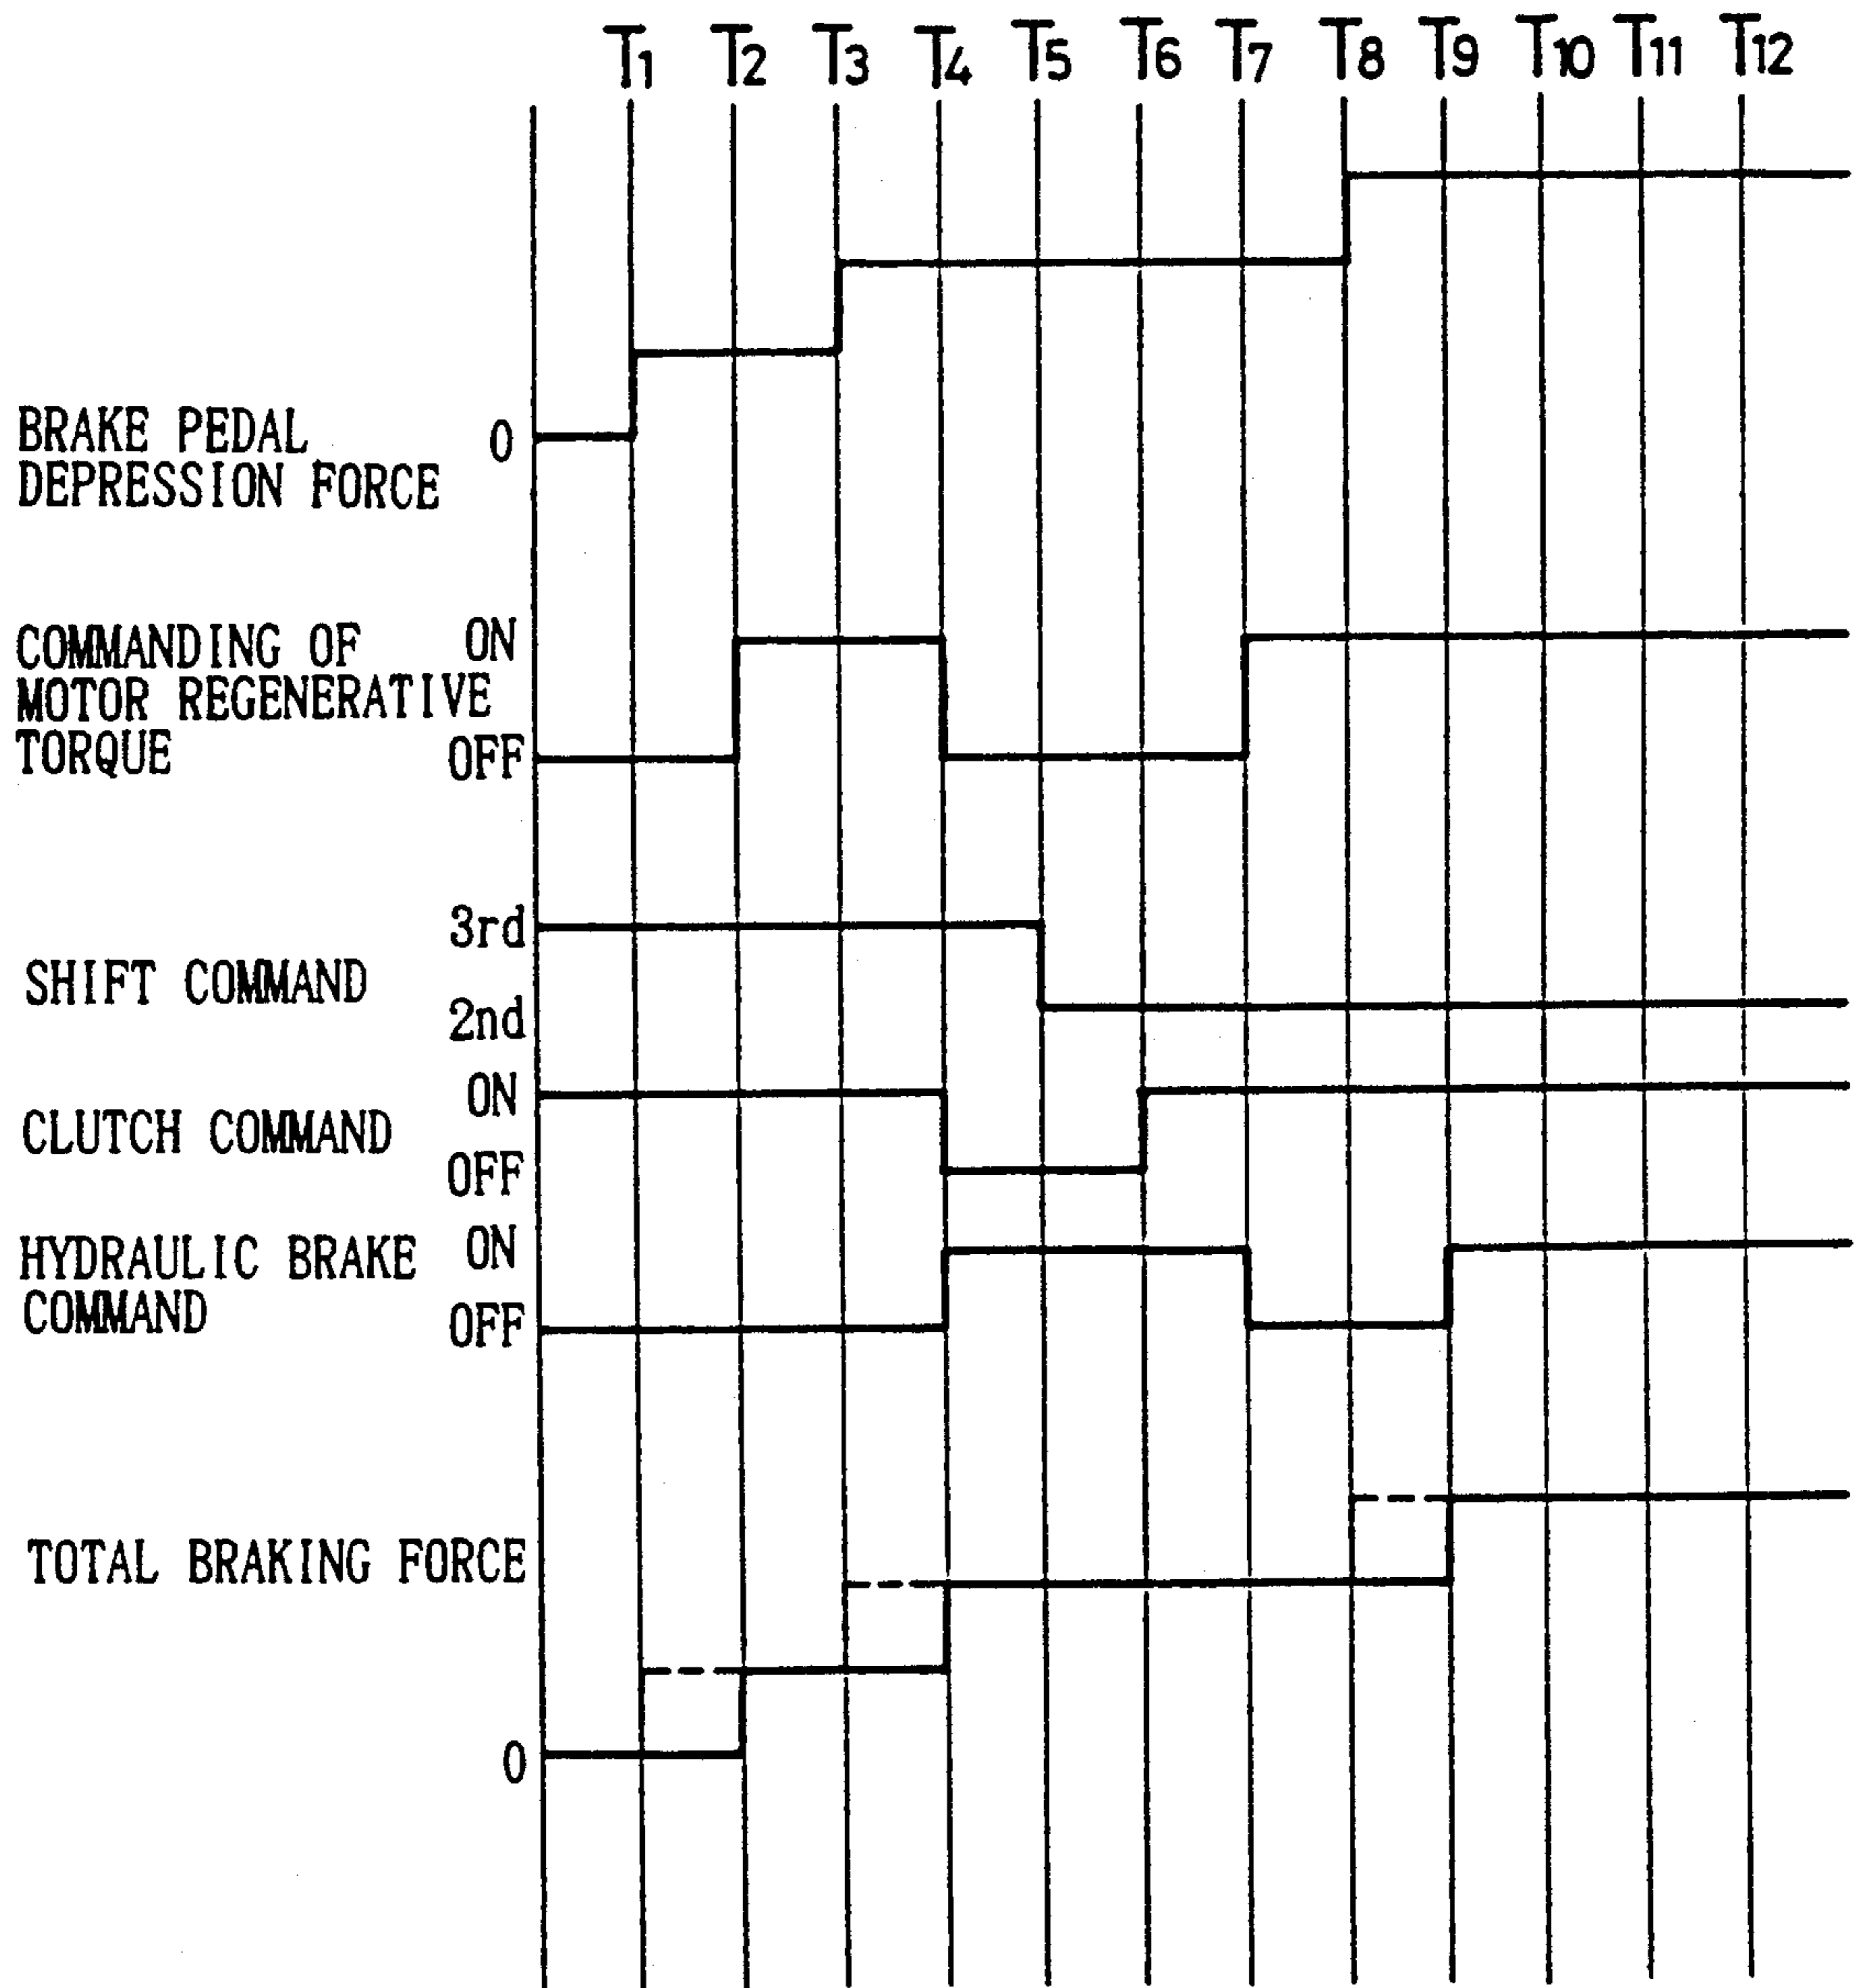 T1 T2 T3 T4 T5 T6 T7 T8 T9 T10 T11 T12
BRAKE PEDAL
DEPRESSION FORCE
0
COMMANDING OF
MOTOR REGENERATIVE
TORQUE
ON
OFF
SHIFT COMMAND
3rd
2nd
CLUTCH COMMAND
ON
OFF
HYDRAULIC BRAKE
COMMAND
ON
OFF
TOTAL BRAKING FORCE
0